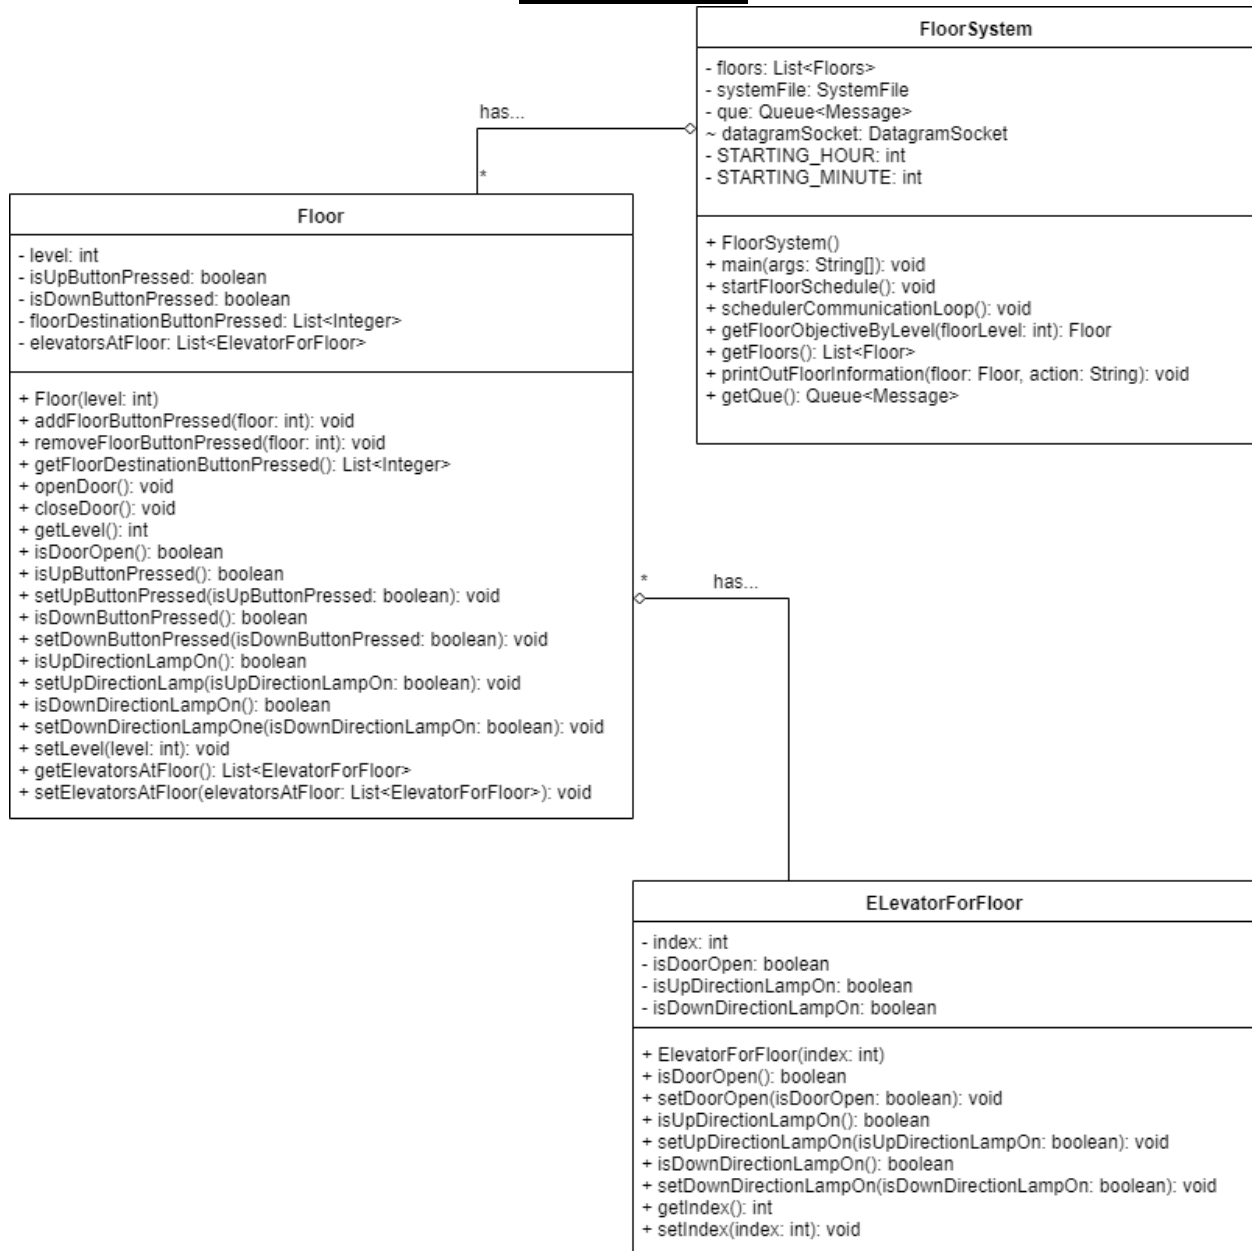 FloorSystem
- floors: List<Floors>
- systemFile: SystemFile
- que: Queue<Message>
~ datagramSocket: DatagramSocket
- STARTING_HOUR: int
- STARTING_MINUTE: int
+ FloorSystem()
+ main(args: String[]): void
+ startFloorSchedule(): void
+ schedulerCommunicationLoop(): void
+ getFloorObjectiveByLevel(floorLevel: int): Floor
+ getFloors(): List<Floor>
+ printOutFloorInformation(floor: Floor, action: String): void
+ getQue(): Queue<Message>
has...
*
Floor
- level: int
- isUpButtonPressed: boolean
- isDownButtonPressed: boolean
- floorDestinationButtonPressed: List<Integer>
- elevatorsAtFloor: List<ElevatorForFloor>
+ Floor(level: int)
+ addFloorButtonPressed(floor: int): void
+ removeFloorButtonPressed(floor: int): void
+ getFloorDestinationButtonPressed(): List<Integer>
+ openDoor(): void
+ closeDoor(): void
+ getLevel(): int
+ isDoorOpen(): boolean
+ isUpButtonPressed(): boolean
+ setUpButtonPressed(isUpButtonPressed: boolean): void
+ isDownButtonPressed(): boolean
+ setDownButtonPressed(isDownButtonPressed: boolean): void
+ isUpDirectionLampOn(): boolean
+ setUpDirectionLamp(isUpDirectionLampOn: boolean): void
+ isDownDirectionLampOn(): boolean
+ setDownDirectionLampOne(isDownDirectionLampOn: boolean): void
+ setLevel(level: int): void
+ getElevatorsAtFloor(): List<ElevatorForFloor>
+ setElevatorsAtFloor(elevatorsAtFloor: List<ElevatorForFloor>): void
* has...
ELevatorForFloor
- index: int
- isDoorOpen: boolean
- isUpDirectionLampOn: boolean
- isDownDirectionLampOn: boolean
+ ElevatorForFloor(index: int)
+ isDoorOpen(): boolean
+ setDoorOpen(isDoorOpen: boolean): void
+ isUpDirectionLampOn(): boolean
+ setUpDirectionLampOn(isUpDirectionLampOn: boolean): void
+ isDownDirectionLampOn(): boolean
+ setDownDirectionLampOn(isDownDirectionLampOn: boolean): void
+ getIndex(): int
+ setIndex(index: int): void